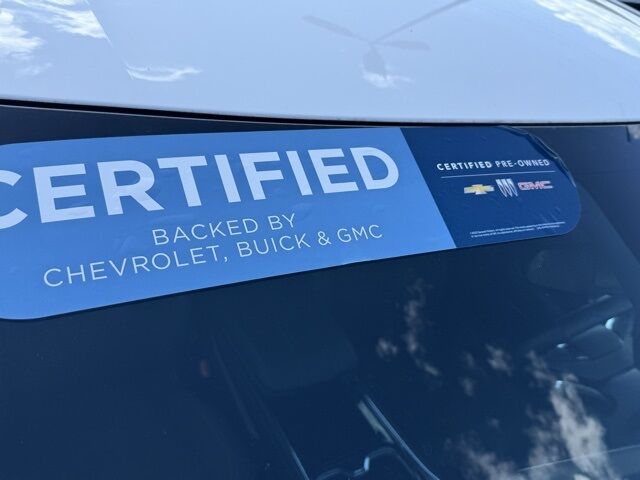 CERTIFIED
BACKED BY
CHEVROLET, BUICK & GMC
CERTIFIED PRE-OWNED
GMC